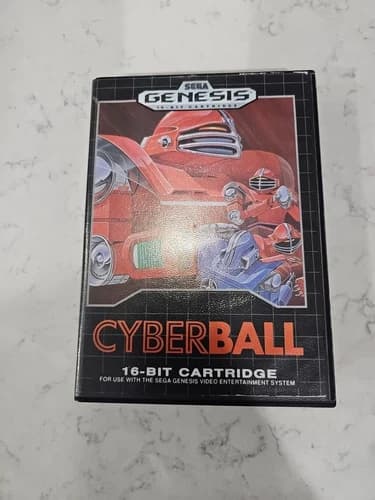 SEGA
GENESIS
16-BIT CARTRIDGE
CYBERBALL
16-BIT CARTRIDGE
FOR USE WITH THE SEGA GENESIS VIDEO ENTERTAINMENT SYSTEM